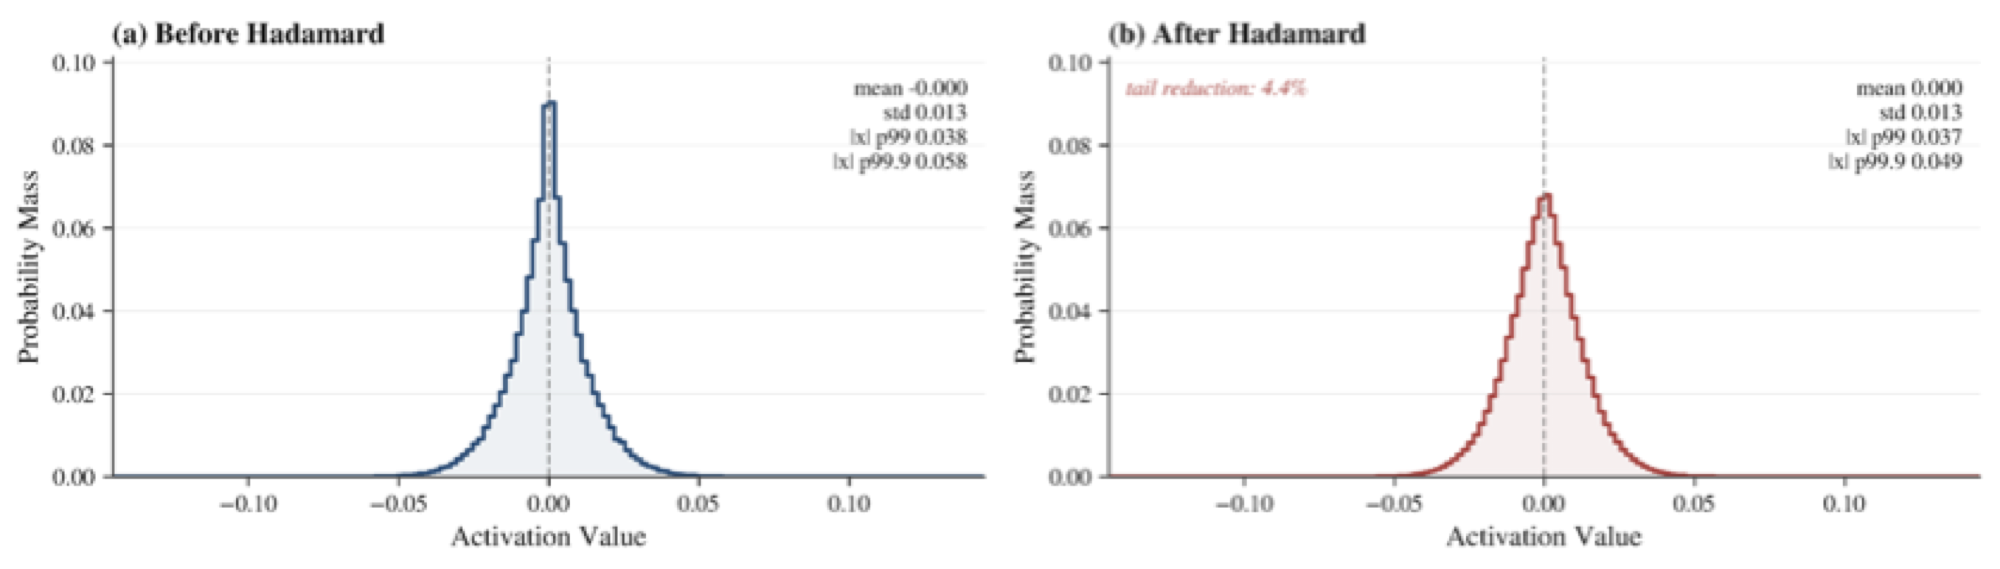 (a) Before Hadamard
0.10
0.08
0.06
0.04
0.02
0.00
Probability Mass
mean -0.000
std 0.013
|x| p99 0.038
|x| p99.9 0.058
−0.10 −0.05 0.00 0.05 0.10
Activation Value
(b) After Hadamard
0.10
0.08
0.06
0.04
0.02
0.00
Probability Mass
tail reduction: 4.4%
mean 0.000
std 0.013
|x| p99 0.037
|x| p99.9 0.049
−0.10 −0.05 0.00 0.05 0.10
Activation Value